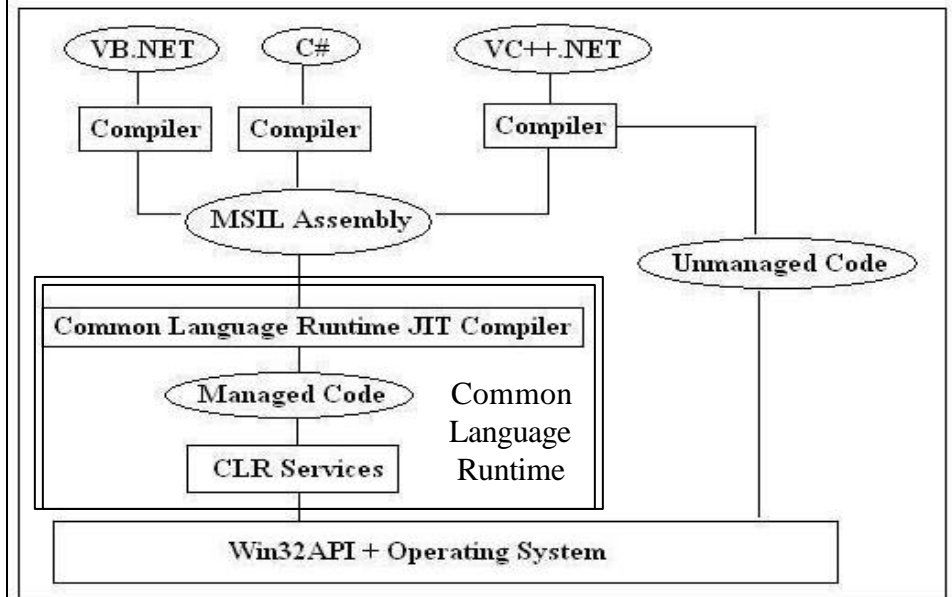 VB.NET
C#
VC++.NET
Compiler
Compiler
Compiler
MSIL Assembly
Unmanaged Code
Common Language Runtime JIT Compiler
Managed Code
Common
Language
Runtime
CLR Services
Win32API + Operating System